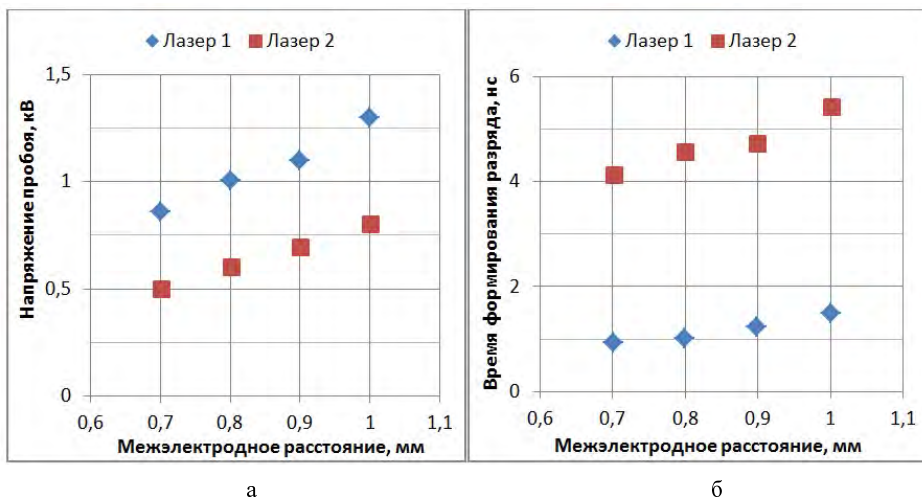 Лазер 1 Лазер 2
Напряжение пробоя, кВ
1,5
1
0,5
0
0,6 0,7 0,8 0,9 1 1,1
Межэлектродное расстояние, мм
а
Лазер 1 Лазер 2
Время формирования разряда, нс
6
4
2
0
0,6 0,7 0,8 0,9 1 1,1
Межэлектродное расстояние, мм
б